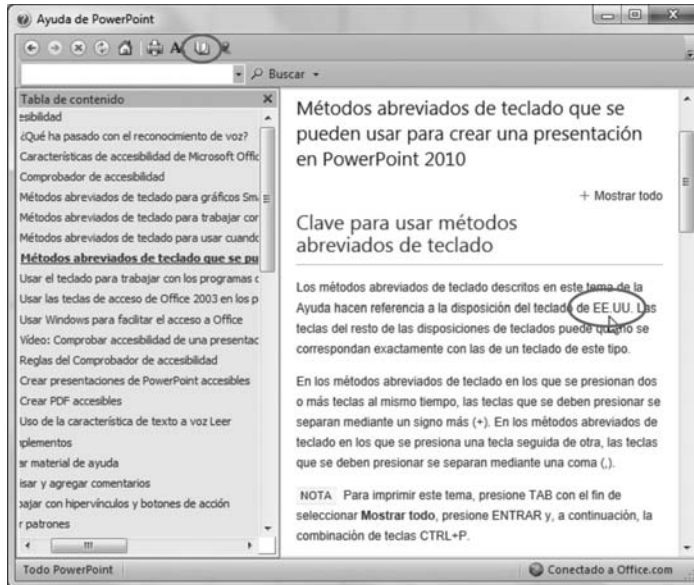 Ayuda de PowerPoint
Buscar
Tabla de contenido
esibilidad
¿Qué ha pasado con el reconocimiento de voz?
Características de accesibilidad de Microsoft Offic
Comprobador de accesibilidad
Métodos abreviados de teclado para gráficos Sm
Métodos abreviados de teclado para trabajar cor
Métodos abreviados de teclado para usar cuando
Métodos abreviados de teclado que se pu
Usar el teclado para trabajar con los programas c
Usar las teclas de acceso de Office 2003 en los p
Usar Windows para facilitar el acceso a Office
Vídeo: Comprobar accesibilidad de una presentac
Reglas del Comprobador de accesibilidad
Crear presentaciones de PowerPoint accesibles
Crear PDF accesibles
Uso de la característica de texto a voz Leer
plementos
ar material de ayuda
isar y agregar comentarios
bajar con hipervínculos y botones de acción
r patrones
Métodos abreviados de teclado que se
pueden usar para crear una presentación
en PowerPoint 2010
+ Mostrar todo
Clave para usar métodos
abreviados de teclado
Los métodos abreviados de teclado descritos en este tema de la
Ayuda hacen referencia a la disposición del teclado de EE.UU. Las
teclas del resto de las disposiciones de teclados puede que no se
correspondan exactamente con las de un teclado de este tipo.
En los métodos abreviados de teclado en los que se presionan dos
o más teclas al mismo tiempo, las teclas que se deben presionar se
separan mediante un signo más (+). En los métodos abreviados de
teclado en los que se presiona una tecla seguida de otra, las teclas
que se deben presionar se separan mediante una coma (,).
NOTA Para imprimir este tema, presione TAB con el fin de
seleccionar Mostrar todo, presione ENTRAR y, a continuación, la
combinación de teclas CTRL+P.
Todo PowerPoint
Conectado a Office.com